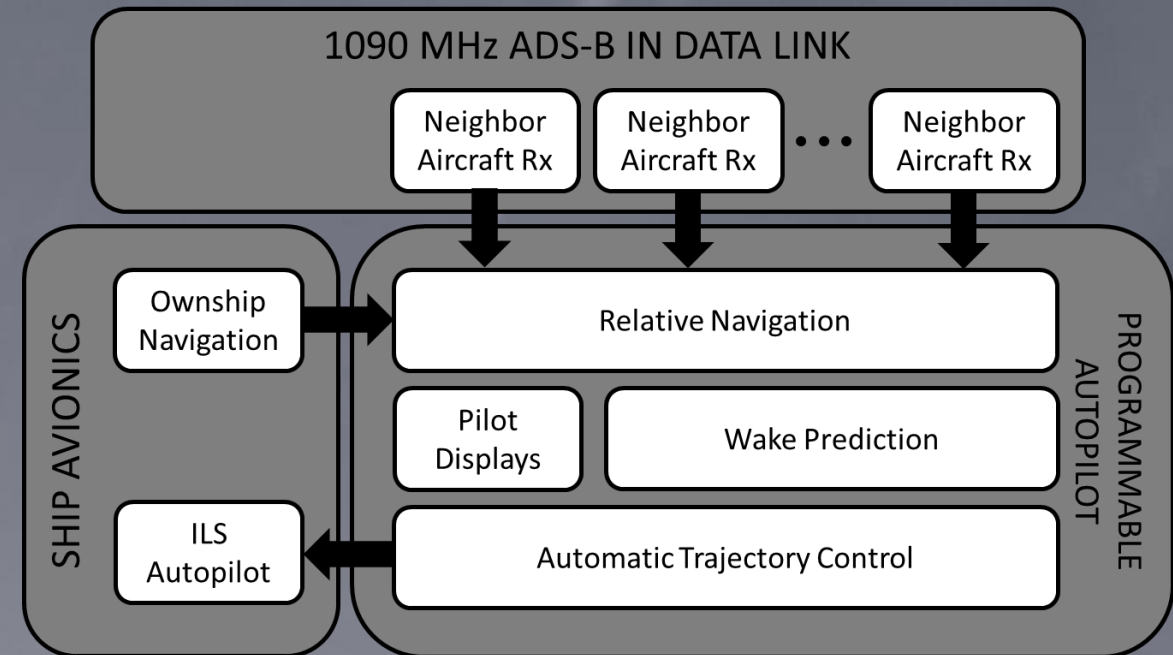 1090 MHz ADS-B IN DATA LINK
Neighbor
Aircraft Rx
Neighbor
Aircraft Rx
...
Neighbor
Aircraft Rx
SHIP AVIONICS
Ownship
Navigation
ILS
Autopilot
Relative Navigation
Pilot
Displays
Wake Prediction
Automatic Trajectory Control
PROGRAMMABLE
AUTOPILOT